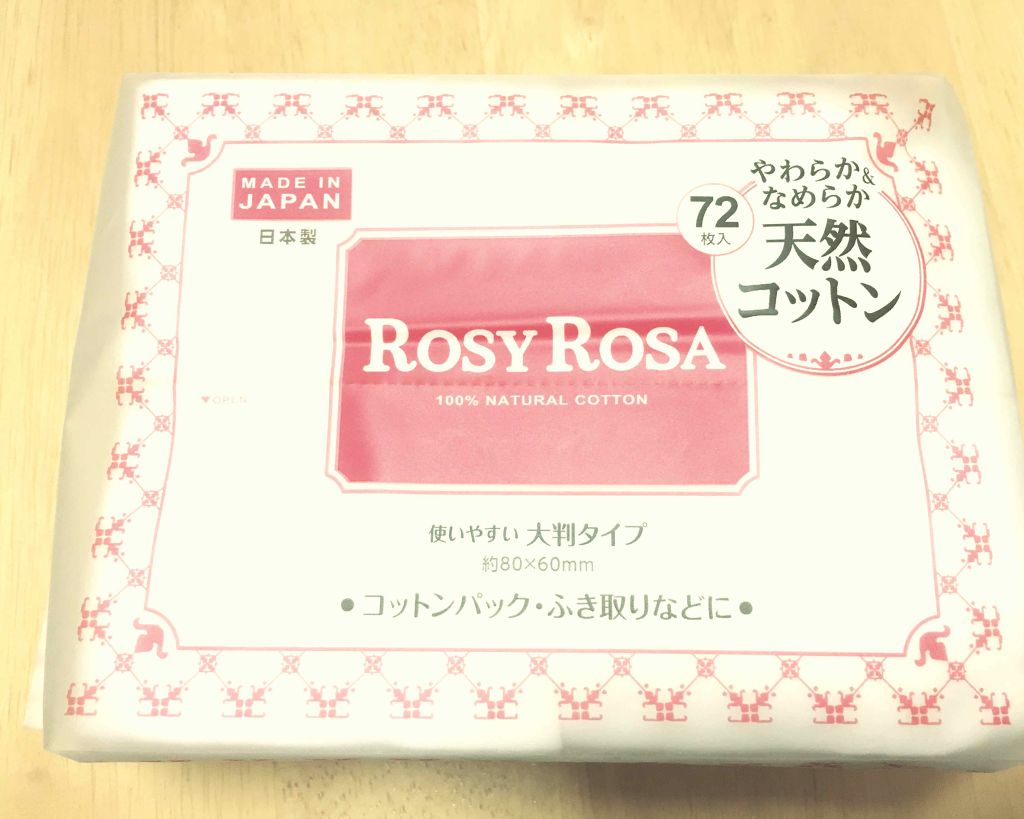 MADE IN
JAPAN
日本製
72
枚入
やわらか&
なめらか
天然
コットン
ROSY ROSA
100% NATURAL COTTON
▼OPEN
使いやすい 大判タイプ
約80×60mm
●コットンパック・ふき取りなどに●